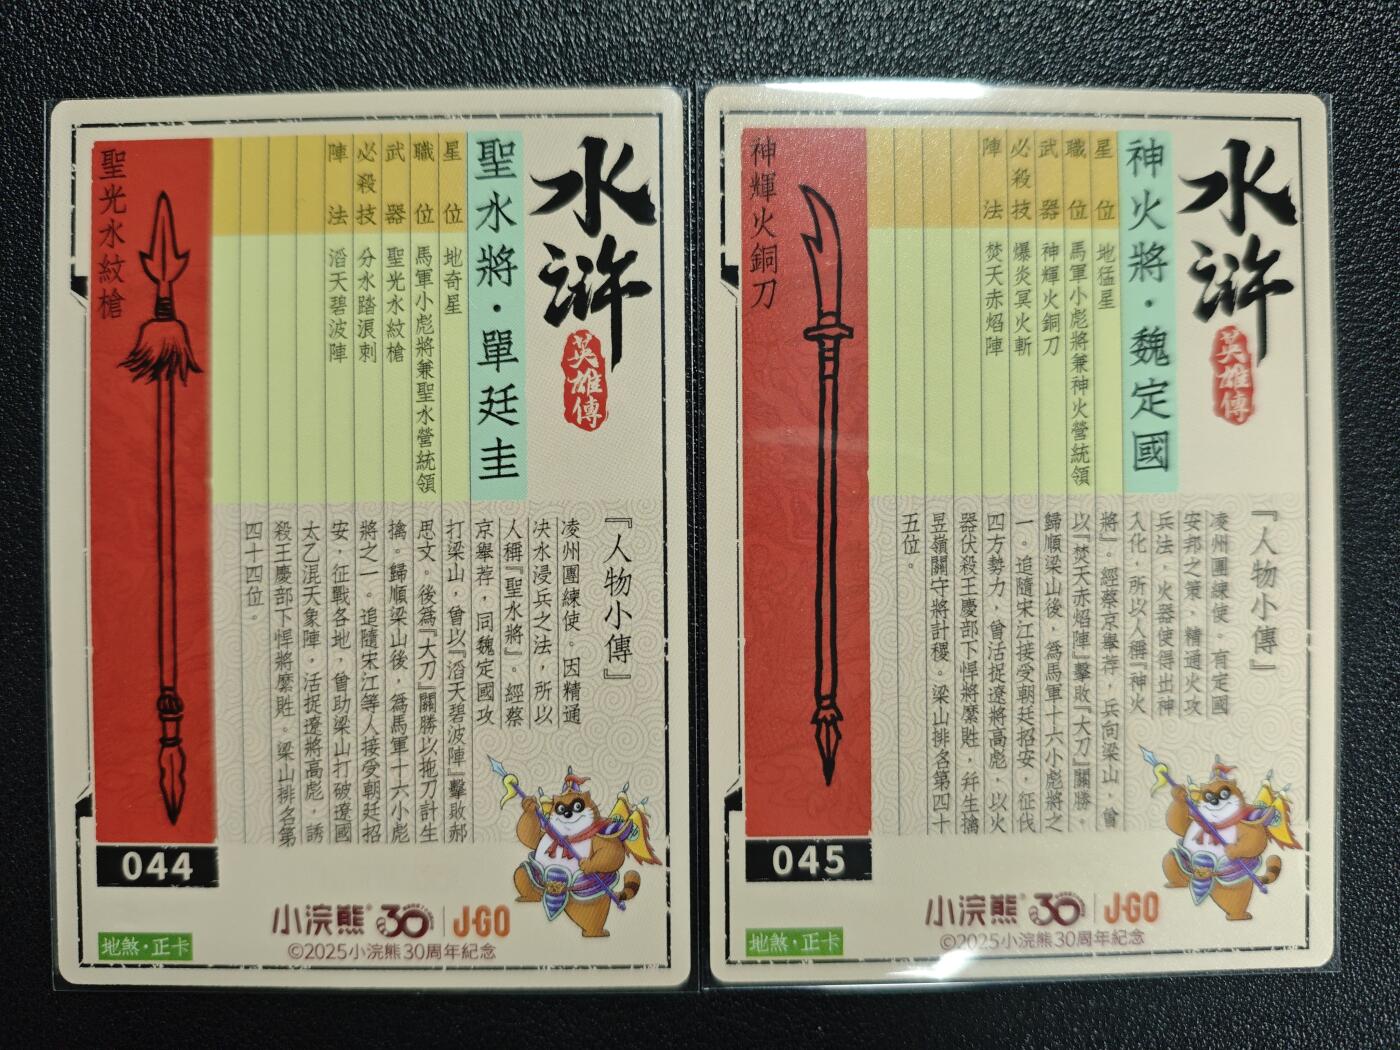 水滸
英雄傳
聖水將・單廷圭
星位 地奇星
職位 馬軍小彪將兼聖水營統領
武器 聖光水紋槍
必殺技 分水踏浪刺
陣法 滔天碧波陣
聖光水紋槍
『人物小傳』
凌州團練使。因精通
決水浸兵之法，所以
人稱『聖水將』。經蔡
京舉荐，同魏定國攻
打梁山，曾以『滔天碧波陣』擊敗郝
思文。後為『大刀』關勝以拖刀計生
擒。歸順梁山後，為馬軍十六小彪
將之一。追隨宋江等人接受朝廷招
安，征戰各地，曾助梁山打破遼國
太乙混天象陣，活捉遼將高彪，誘
殺王慶部下悍將縻貹。梁山排名第
四十四位。
044
地煞・正卡
小浣熊 30 J·GO
©2025小浣熊30周年紀念
水滸
英雄傳
神火將・魏定國
星位 地猛星
職位 馬軍小彪將兼神火營統領
武器 神輝火銅刀
必殺技 爆炎冥火斬
陣法 焚天赤焰陣
神輝火銅刀
『人物小傳』
凌州團練使。有定國
安邦之策，精通火攻
兵法，火器使得出神
入化，所以人稱『神火
將』。經蔡京舉荐，兵向梁山，曾
以『焚天赤焰陣』擊敗『大刀』關勝。
歸順梁山後，為馬軍十六小彪將之
一。追隨宋江接受朝廷招安，征伐
四方勢力，曾活捉遼將高彪，以火
器伏殺王慶部下悍將縻貹，幷生擒
昱嶺關守將計稷。梁山排名第四十
五位。
045
地煞・正卡
小浣熊 30 J·GO
©2025小浣熊30周年紀念